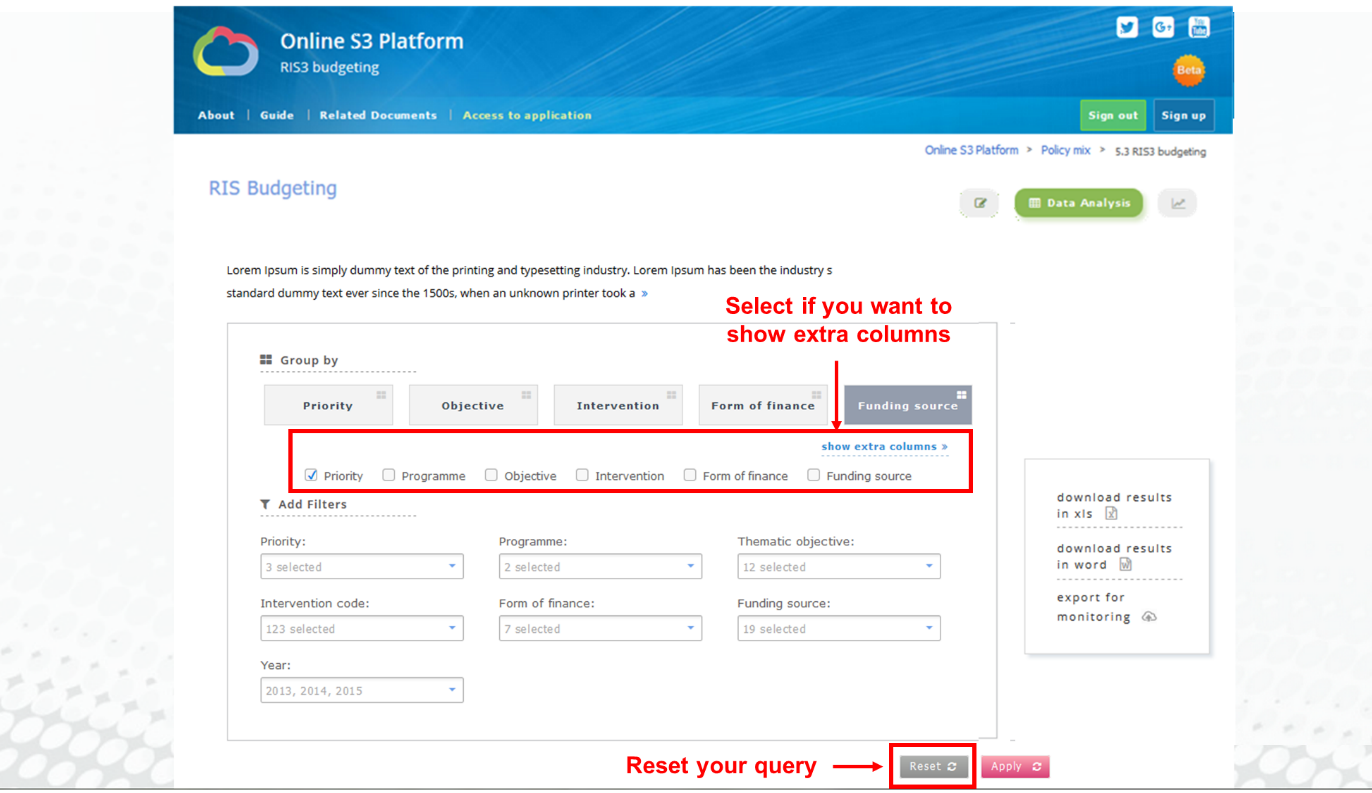 Online S3 Platform
RIS3 budgeting
You Tube
G+
Beta
About | Guide | Related Documents | Access to application
Sign out
Sign up
Online S3 Platform > Policy mix > 5.3 RIS3 budgeting
RIS Budgeting
Data Analysis
Lorem Ipsum is simply dummy text of the printing and typesetting industry. Lorem Ipsum has been the industry s
standard dummy text ever since the 1500s, when an unknown printer took a »
Select if you want to
show extra columns
Group by
Priority
Objective
Intervention
Form of finance
Funding source
show extra columns »
Priority
Programme
Objective
Intervention
Form of finance
Funding source
Add Filters
Priority:
Programme:
Thematic objective:
3 selected
2 selected
12 selected
Intervention code:
Form of finance:
Funding source:
123 selected
7 selected
19 selected
Year:
2013, 2014, 2015
download results
in xls
download results
in word
export for
monitoring
Reset your query
Reset
Apply